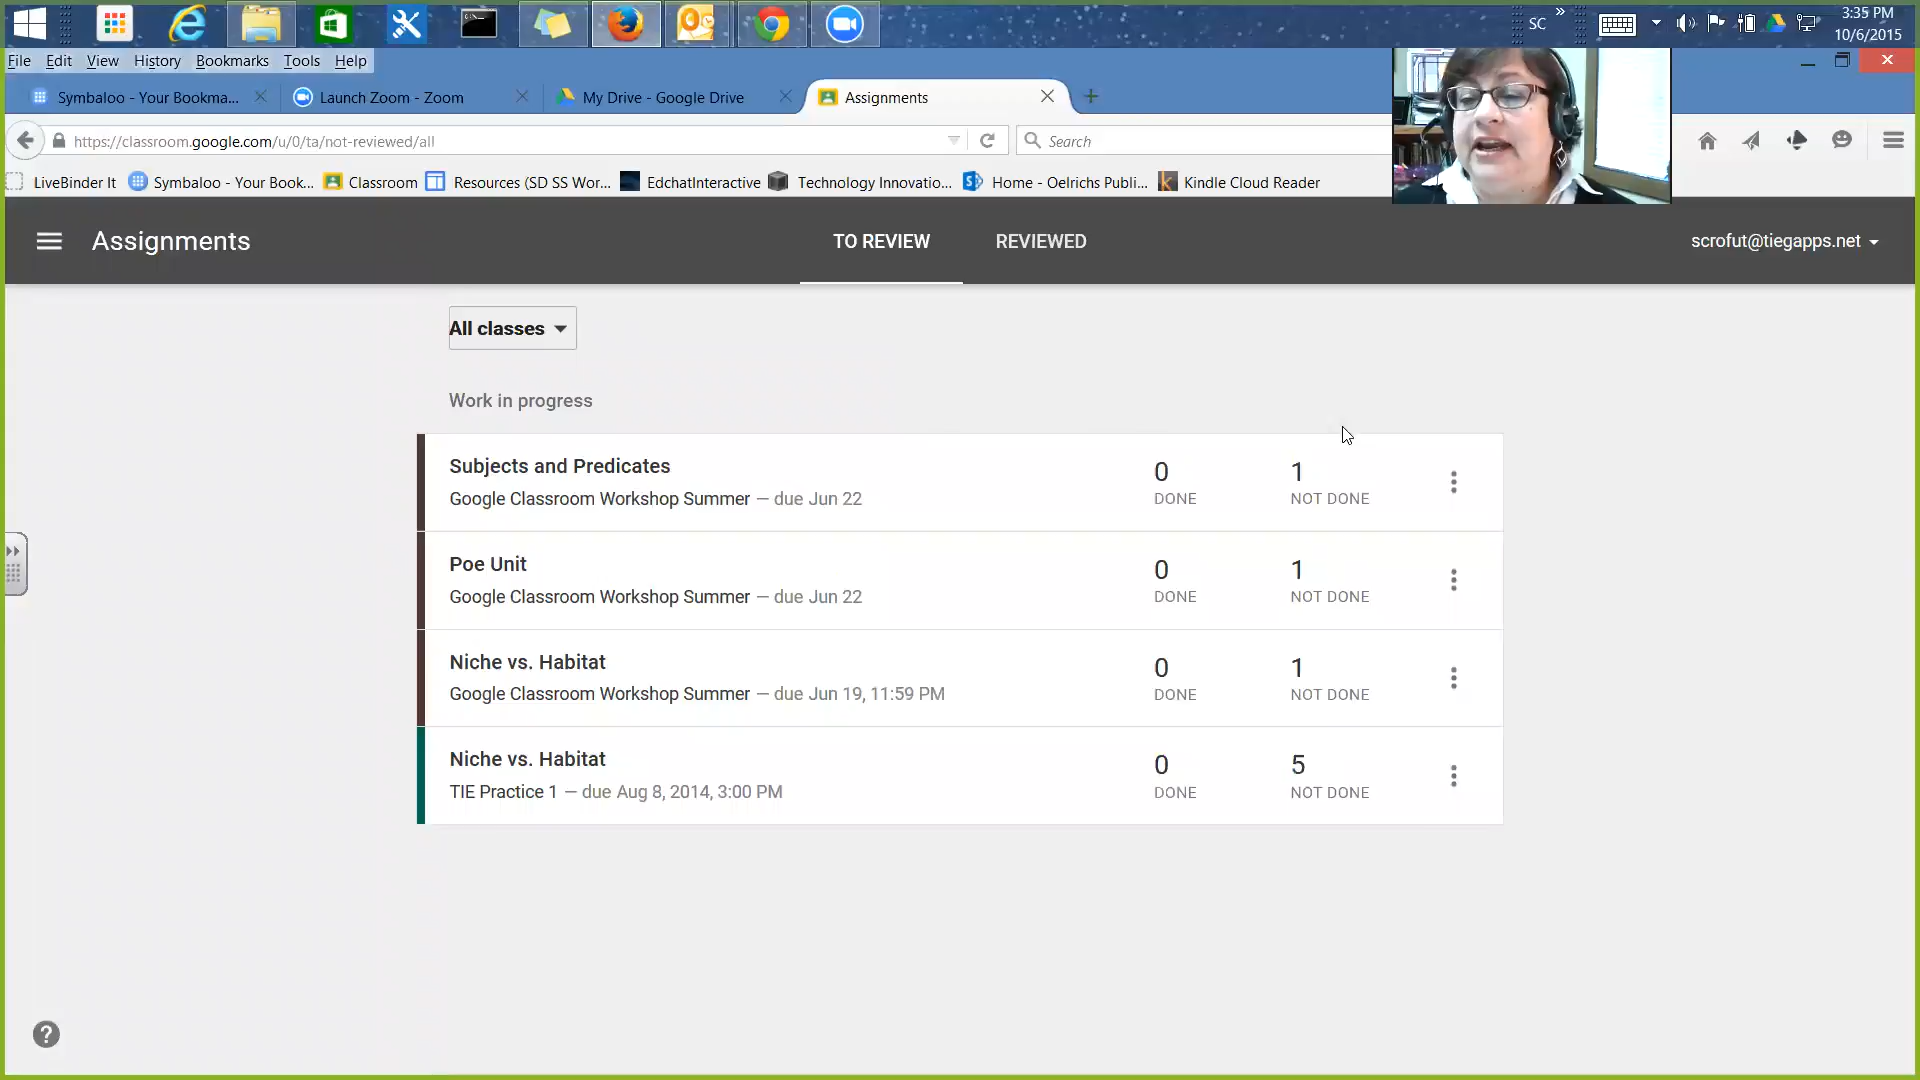 SC
»
3:35 PM
10/6/2015
File Edit View History Bookmarks Tools Help
Symbaloo - Your Bookma...
Launch Zoom - Zoom
My Drive - Google Drive
Assignments
https://classroom.google.com/u/0/ta/not-reviewed/all
Search
LiveBinder It
Symbaloo - Your Book...
Classroom
Resources (SD SS Wor...
EdchatInteractive
Technology Innovatio...
Home - Oelrichs Publi...
Kindle Cloud Reader
Assignments
TO REVIEW
REVIEWED
scrofut@tiegapps.net
All classes
Work in progress
Subjects and Predicates
Google Classroom Workshop Summer — due Jun 22
0
DONE
1
NOT DONE
Poe Unit
Google Classroom Workshop Summer — due Jun 22
0
DONE
1
NOT DONE
Niche vs. Habitat
Google Classroom Workshop Summer — due Jun 19, 11:59 PM
0
DONE
1
NOT DONE
Niche vs. Habitat
TIE Practice 1 — due Aug 8, 2014, 3:00 PM
0
DONE
5
NOT DONE
?